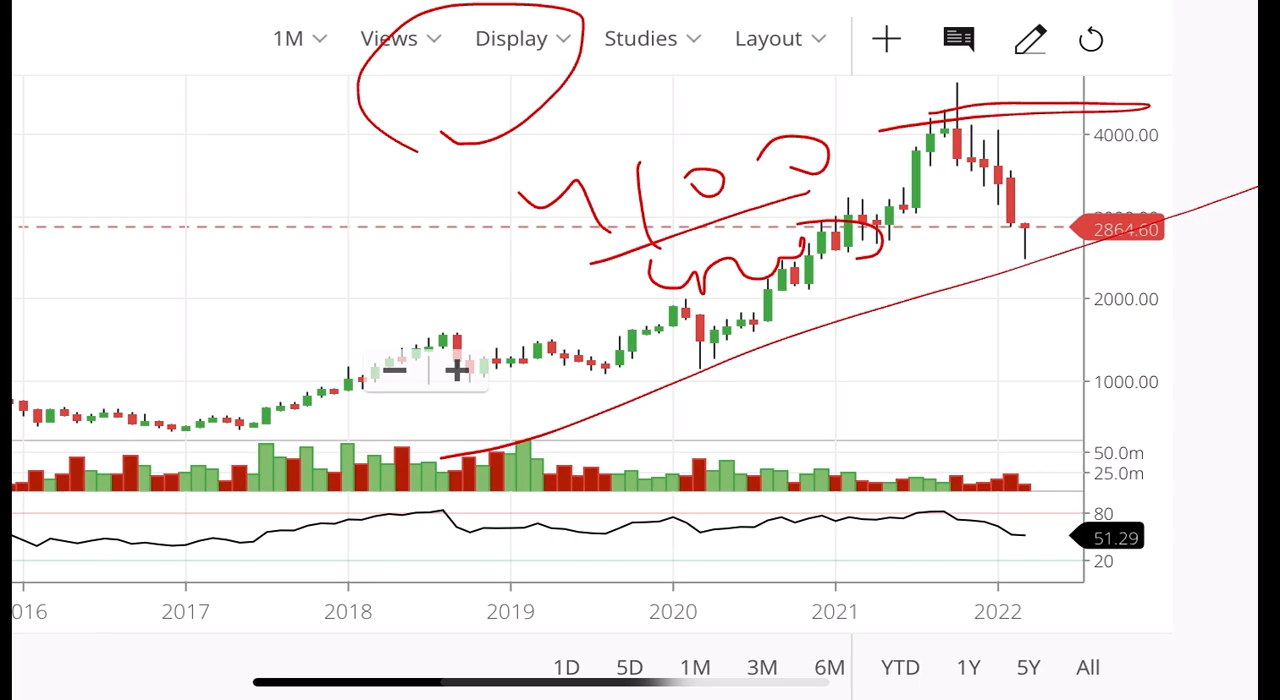 1M Views Display Studies Layout
4000.00
2864.60
2000.00
1000.00
50.0m
25.0m
80
51.29
20
016 2017 2018 2019 2020 2021 2022
1D 5D 1M 3M 6M YTD 1Y 5Y All